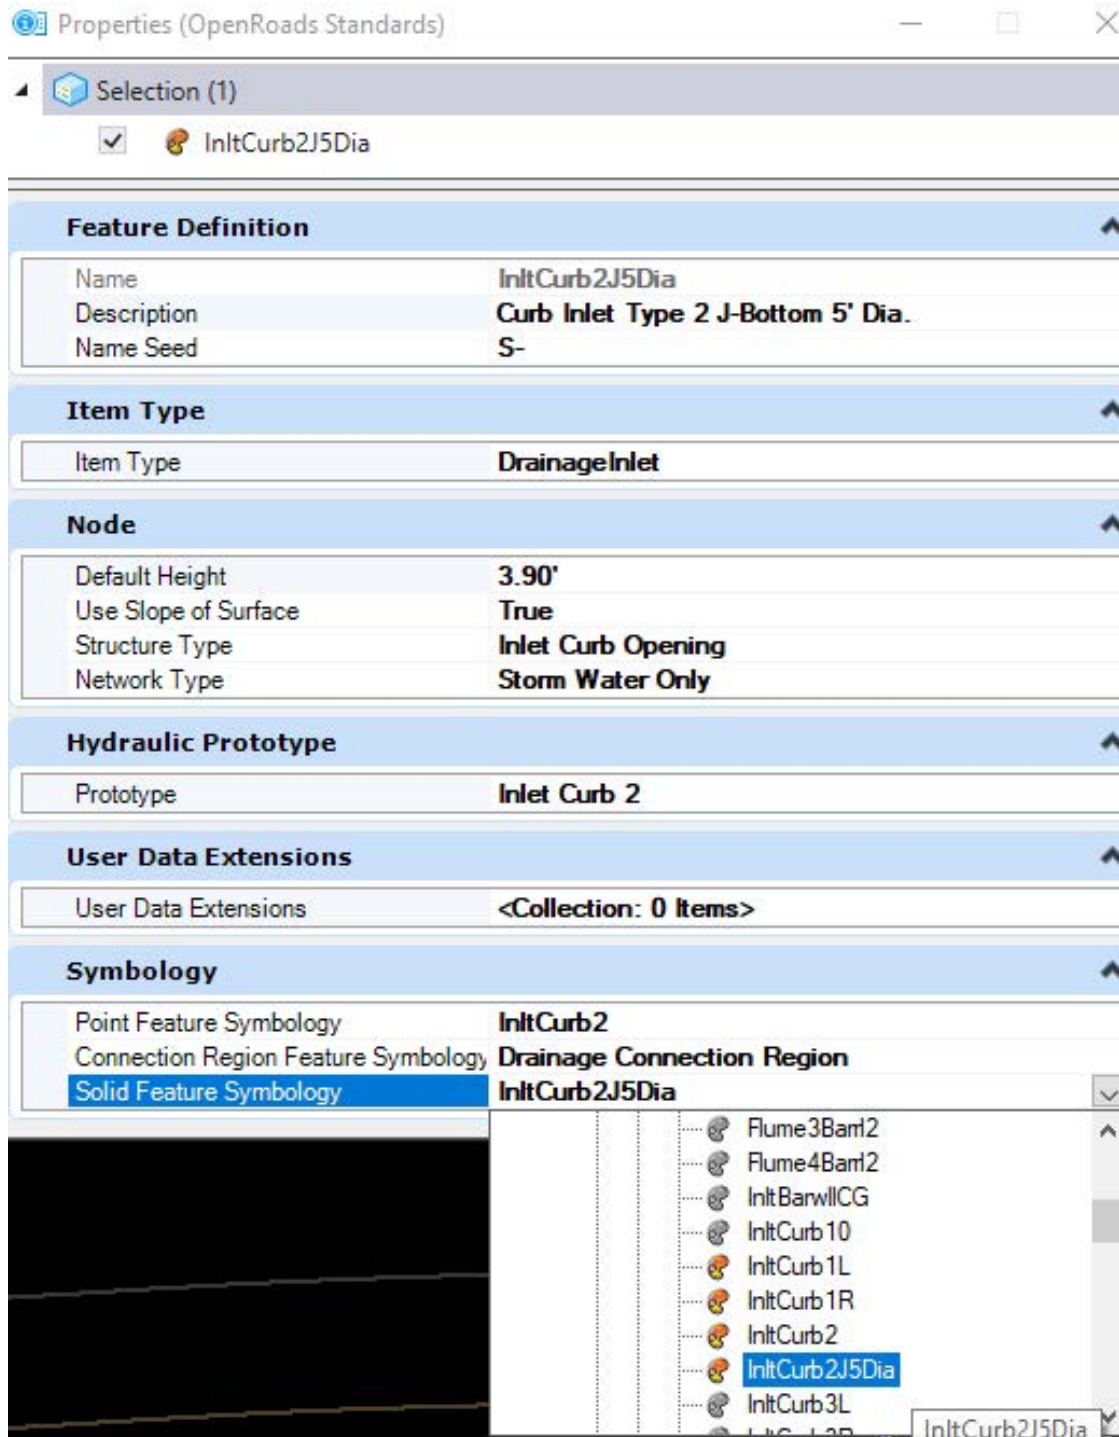 Properties (OpenRoads Standards)
Selection (1)
InltCurb2J5Dia
Feature Definition
Name InltCurb2J5Dia
Description Curb Inlet Type 2 J-Bottom 5' Dia.
Name Seed S-
Item Type
Item Type DrainageInlet
Node
Default Height 3.90'
Use Slope of Surface True
Structure Type Inlet Curb Opening
Network Type Storm Water Only
Hydraulic Prototype
Prototype Inlet Curb 2
User Data Extensions
User Data Extensions <Collection: 0 Items>
Symbology
Point Feature Symbology InltCurb2
Connection Region Feature Symbology Drainage Connection Region
Solid Feature Symbology InltCurb2J5Dia
Flume3Barrl2
Flume4Barrl2
InltBarwllCG
InltCurb10
InltCurb1L
InltCurb1R
InltCurb2
InltCurb2J5Dia
InltCurb3L
InltCurb2J5Dia